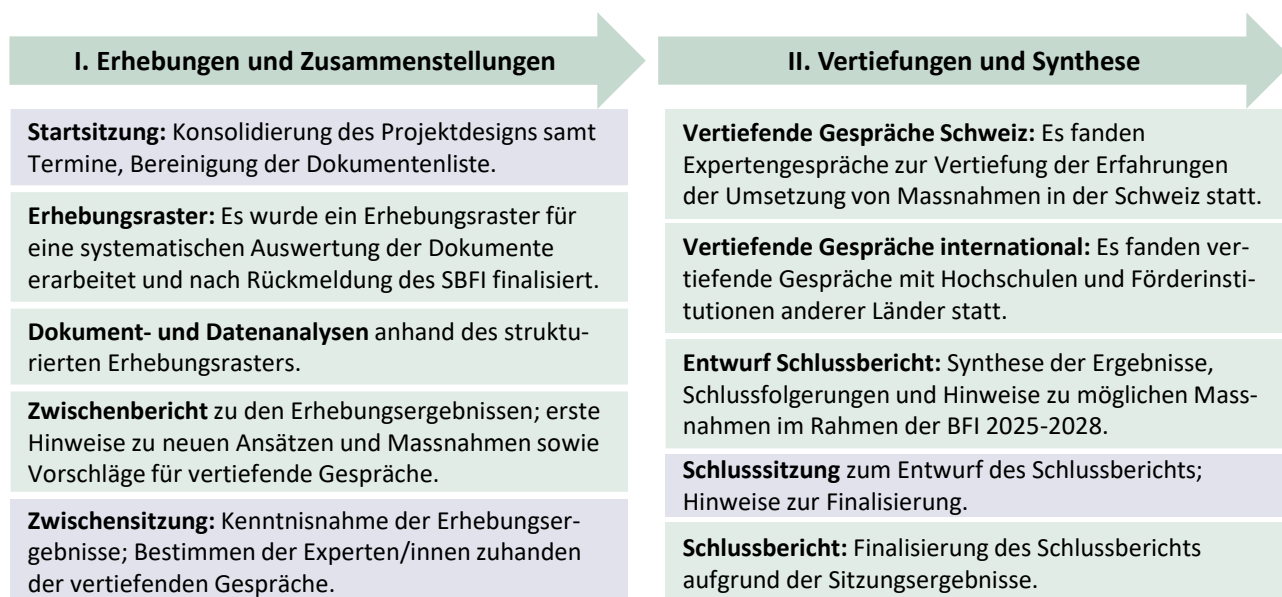 I. Erhebungen und Zusammenstellungen
Startsitzung: Konsolidierung des Projektdesigns samt
Termine, Bereinigung der Dokumentenliste.
Erhebungsraster: Es wurde ein Erhebungsraster für
eine systematischen Auswertung der Dokumente
erarbeitet und nach Rückmeldung des SBFI finalisiert.
Dokument- und Datenanalysen anhand des struktu-
rierten Erhebungsrasters.
Zwischenbericht zu den Erhebungsergebnissen; erste
Hinweise zu neuen Ansätzen und Massnahmen sowie
Vorschläge für vertiefende Gespräche.
Zwischensitzung: Kenntnisnahme der Erhebungser-
gebnisse; Bestimmen der Experten/innen zuhanden
der vertiefenden Gespräche.
II. Vertiefungen und Synthese
Vertiefende Gespräche Schweiz: Es fanden
Expertengespräche zur Vertiefung der Erfahrungen
der Umsetzung von Massnahmen in der Schweiz statt.
Vertiefende Gespräche international: Es fanden ver-
tiefende Gespräche mit Hochschulen und Förderinsti-
tutionen anderer Länder statt.
Entwurf Schlussbericht: Synthese der Ergebnisse,
Schlussfolgerungen und Hinweise zu möglichen Mass-
nahmen im Rahmen der BFI 2025-2028.
Schlusssitzung zum Entwurf des Schlussberichts;
Hinweise zur Finalisierung.
Schlussbericht: Finalisierung des Schlussberichts
aufgrund der Sitzungsergebnisse.